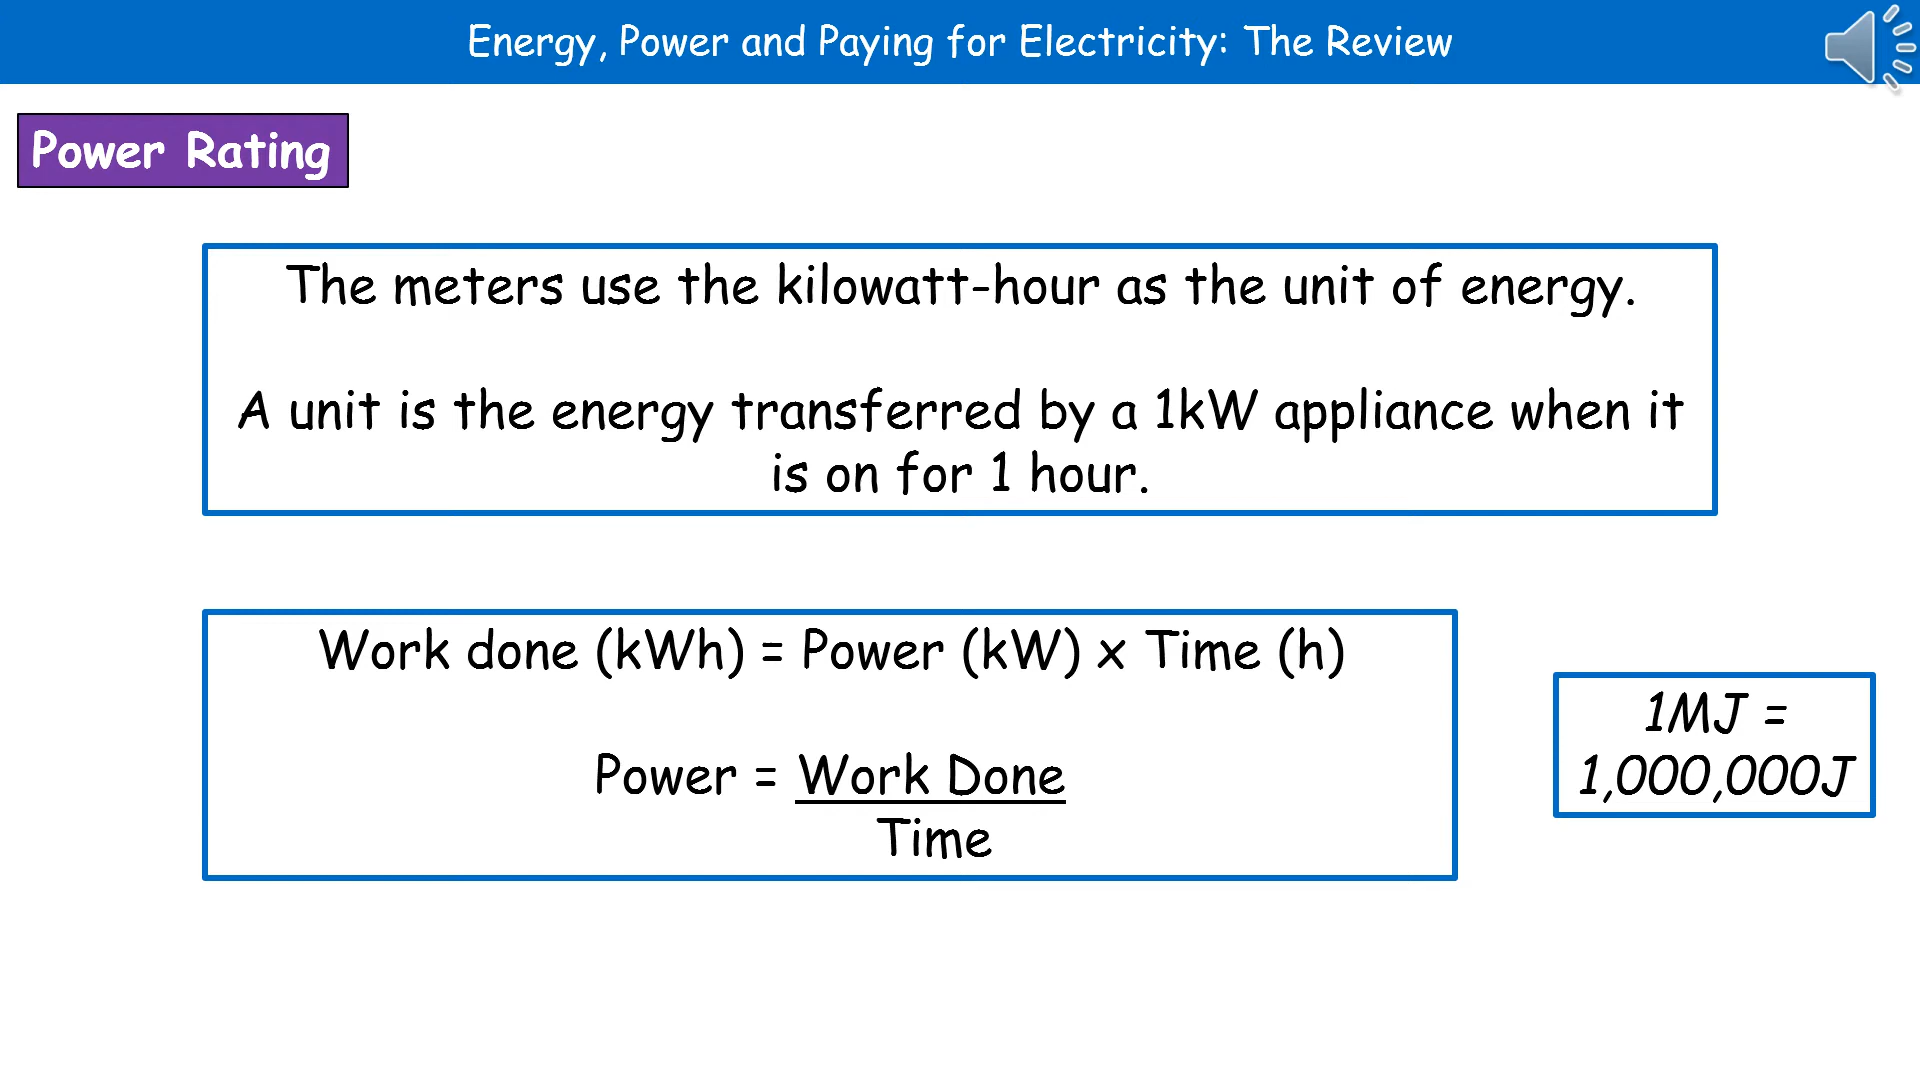 Energy, Power and Paying for Electricity: The Review
Power Rating
The meters use the kilowatt-hour as the unit of energy.
A unit is the energy transferred by a 1kW appliance when it
is on for 1 hour.
Work done (kWh) = Power (kW) x Time (h)
Power = Work Done
Time
1MJ =
1,000,000J